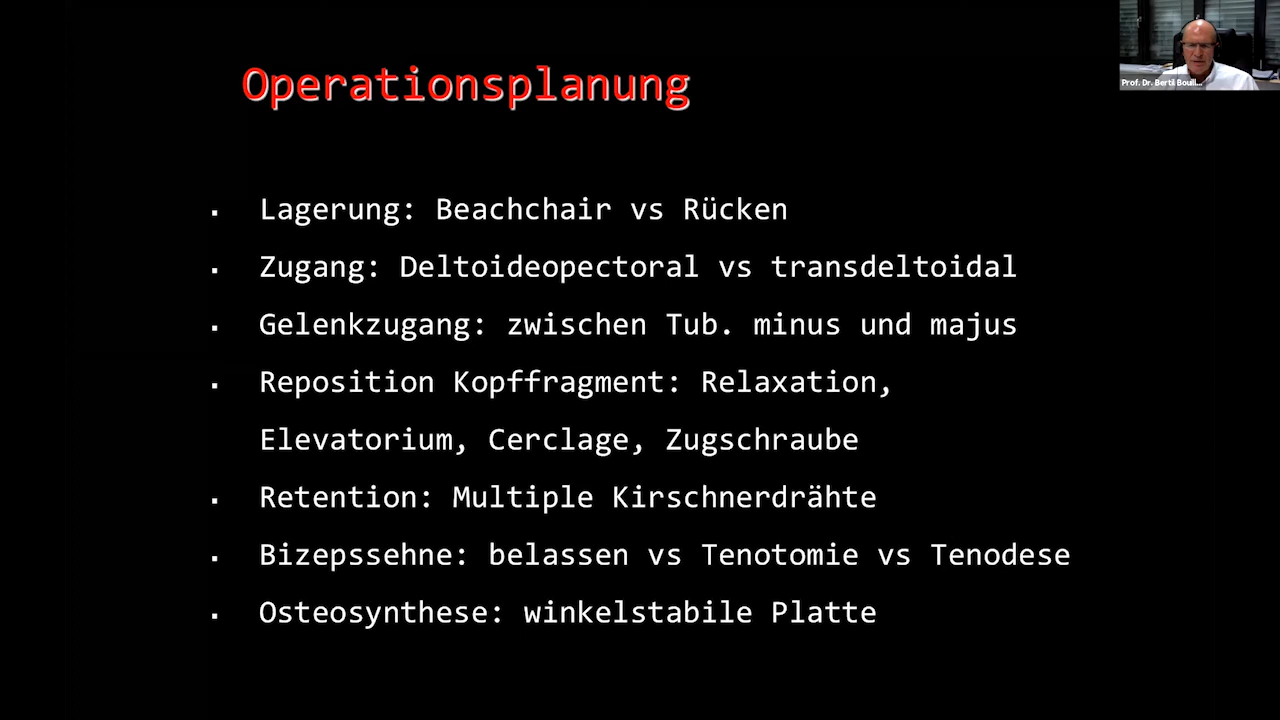 Prof. Dr. Bertil Bouill...
Operationsplanung
▪ Lagerung: Beachchair vs Rücken
▪ Zugang: Deltoideopectoral vs transdeltoidal
▪ Gelenkzugang: zwischen Tub. minus und majus
▪ Reposition Kopffragment: Relaxation,
Elevatorium, Cerclage, Zugschraube
▪ Retention: Multiple Kirschnerdrähte
▪ Bizepssehne: belassen vs Tenotomie vs Tenodese
▪ Osteosynthese: winkelstabile Platte